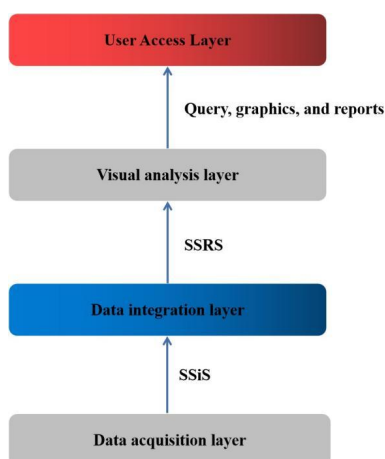 User Access Layer
Query, graphics, and reports
Visual analysis layer
SSRS
Data integration layer
SSiS
Data acquisition layer